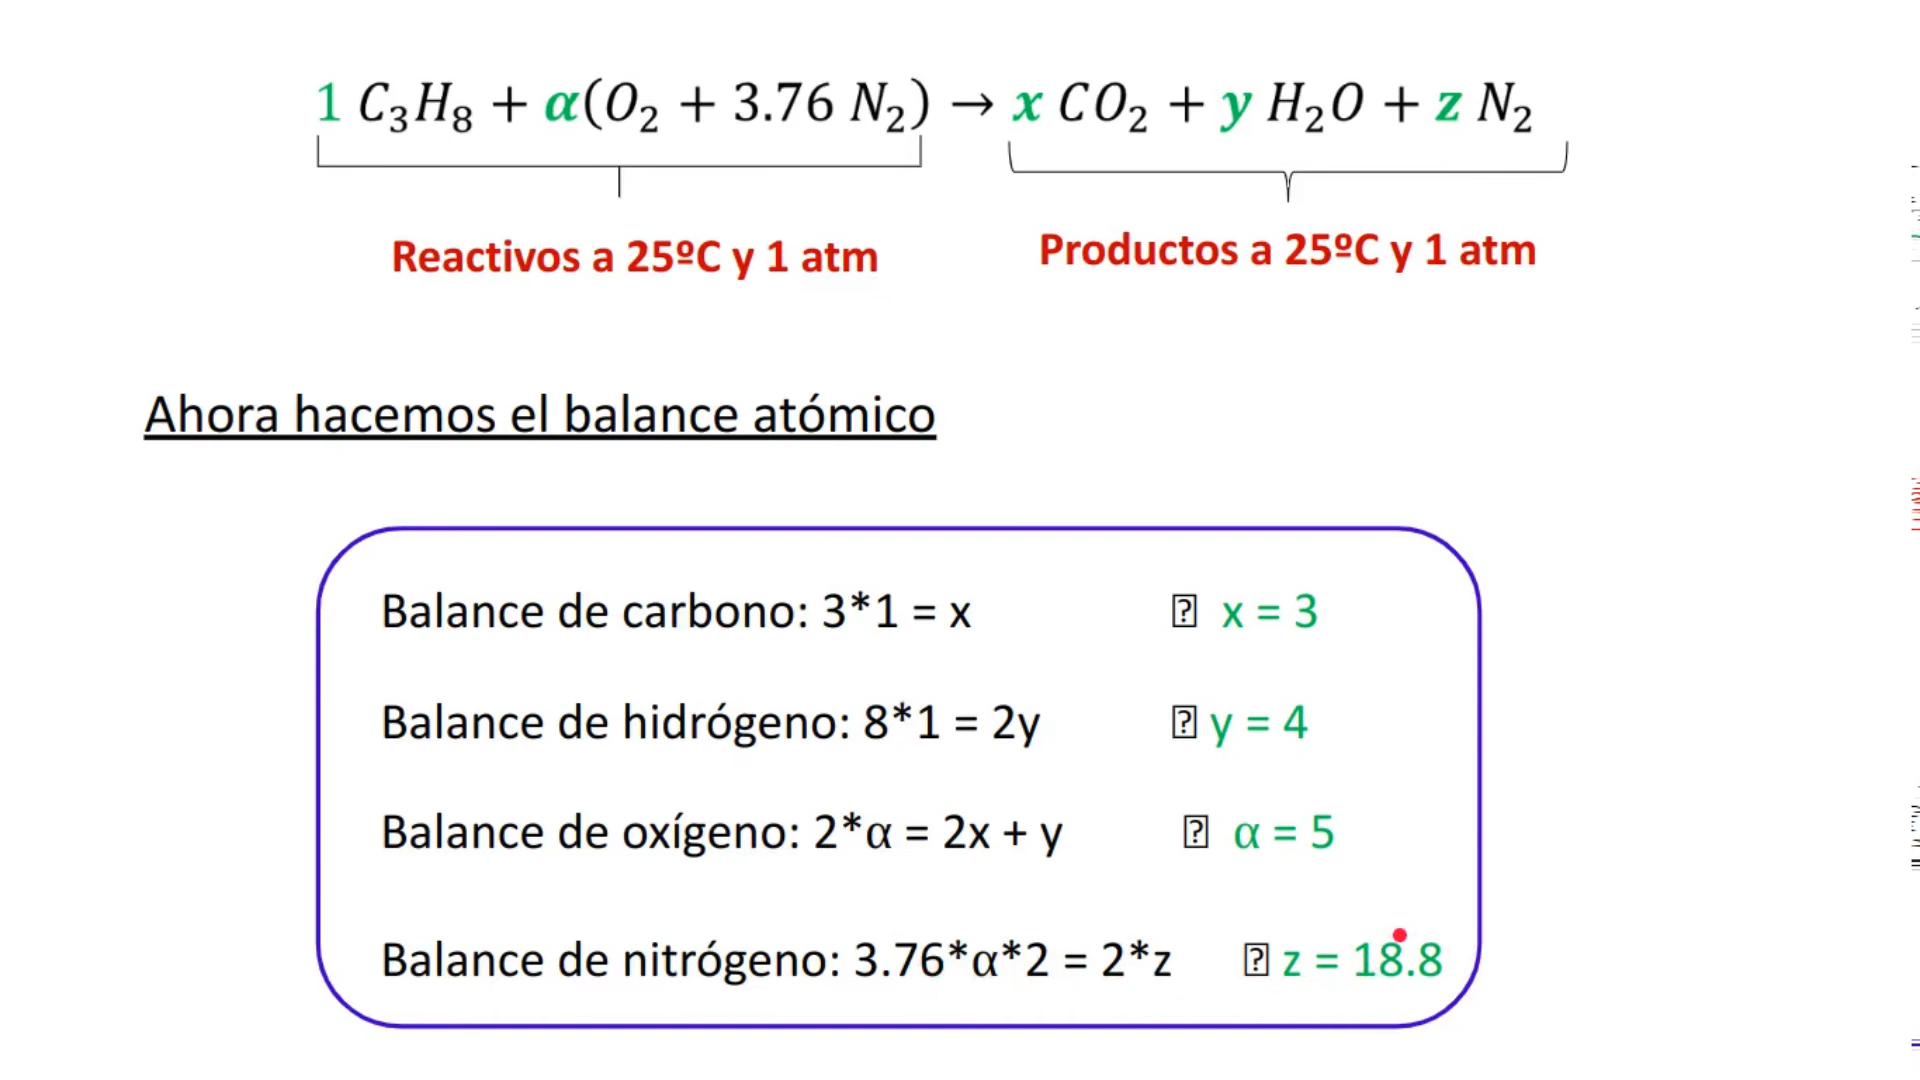 1 C₃H₈ + α(O₂ + 3.76 N₂) → x CO₂ + y H₂O + z N₂
Reactivos a 25ºC y 1 atm
Productos a 25ºC y 1 atm
Ahora hacemos el balance atómico
Balance de carbono: 3*1 = x ⍰ x = 3
Balance de hidrógeno: 8*1 = 2y ⍰ y = 4
Balance de oxígeno: 2*α = 2x + y ⍰ α = 5
Balance de nitrógeno: 3.76*α*2 = 2*z ⍰ z = 18.8